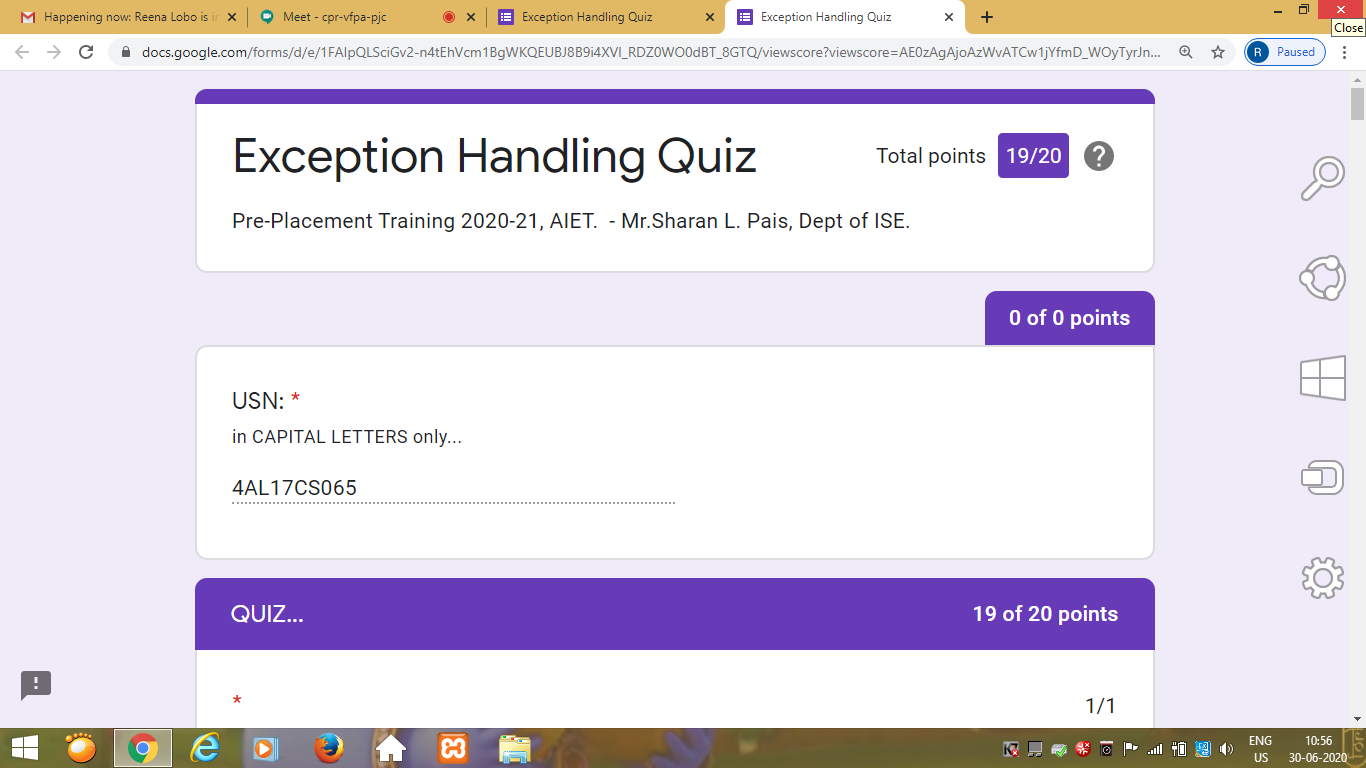 Happening now: Reena Lobo is i
Meet - cpr-vfpa-pjc
Exception Handling Quiz
Exception Handling Quiz
Close
docs.google.com/forms/d/e/1FAIpQLSciGv2-n4tEhVcm1BgWKQEUBJ8B9i4XVI_RDZ0WO0dBT_8GTQ/viewscore?viewscore=AE0zAgAjoAzWvATCw1jYfmD_WOyTyrJn...
R Paused
Exception Handling Quiz
Total points 19/20 ?
Pre-Placement Training 2020-21, AIET.  - Mr.Sharan L. Pais, Dept of ISE.
0 of 0 points
USN: *
in CAPITAL LETTERS only...
4AL17CS065
QUIZ...
19 of 20 points
* 1/1
ENG 10:56
US 30-06-2020